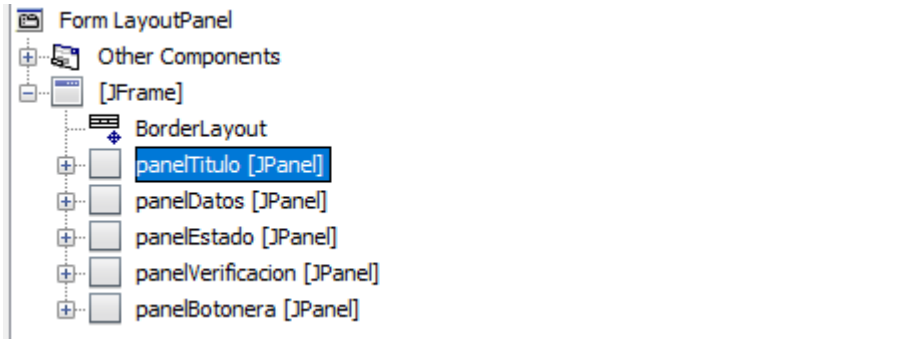 Form LayoutPanel
Other Components
[JFrame]
BorderLayout
panelTitulo [JPanel]
panelDatos [JPanel]
panelEstado [JPanel]
panelVerificacion [JPanel]
panelBotonera [JPanel]